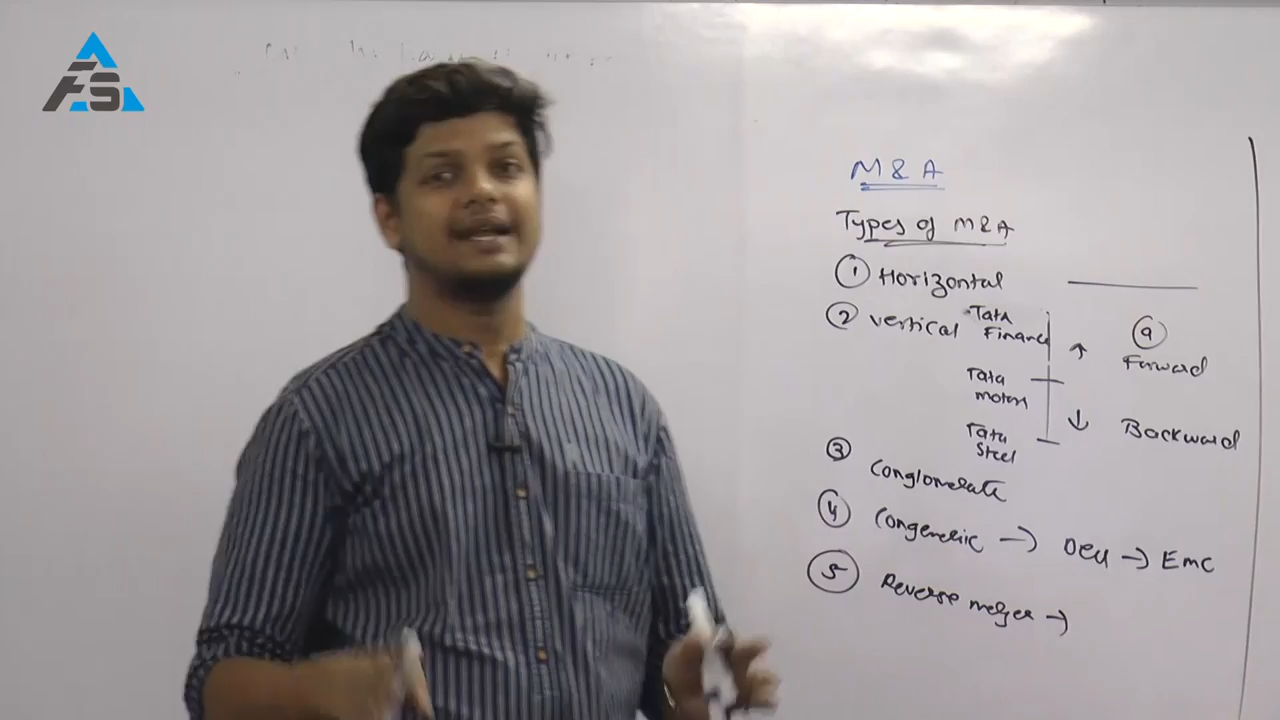 FS
M & A
Types of M&A
1 Horizontal
2 Vertical
Tata
Finance
Tata
motors
Tata
Steel
a
Forward
Backward
3 Conglomerate
4 Congeneric → Dell → EMC
5 Reverse merger →